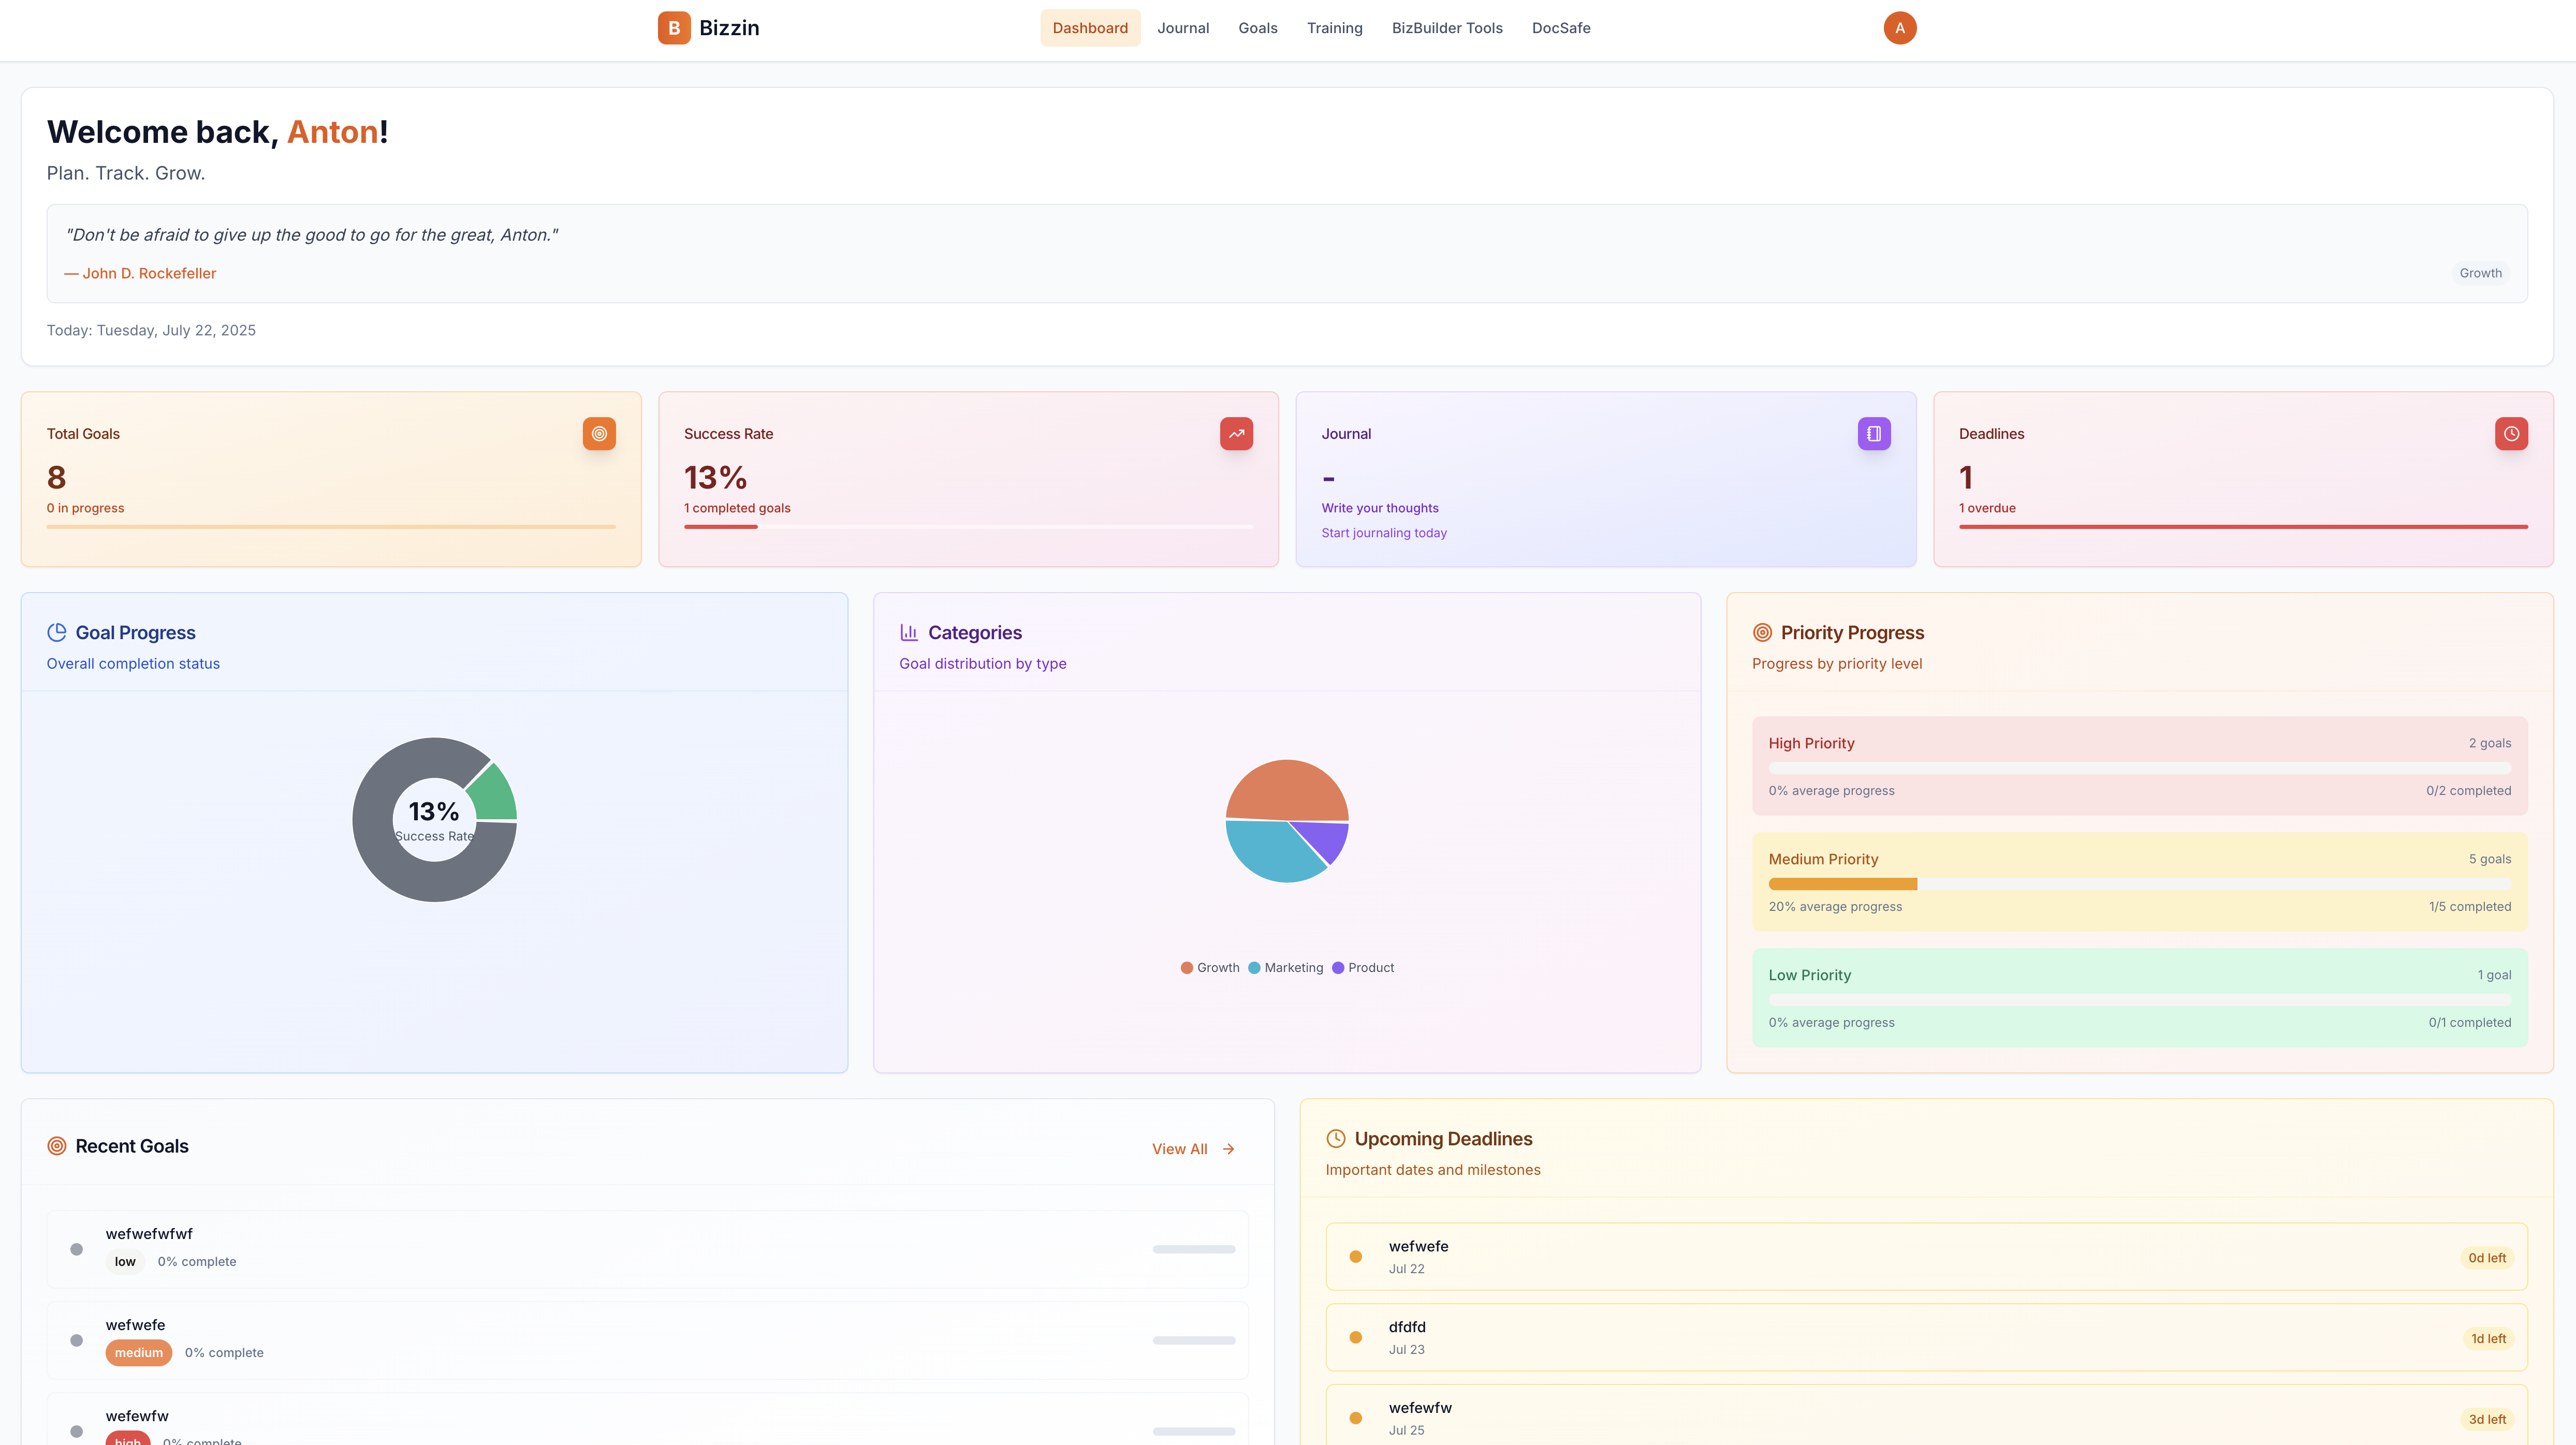 B Bizzin
Dashboard Journal Goals Training BizBuilder Tools DocSafe
A
Welcome back, Anton!
Plan. Track. Grow.
"Don't be afraid to give up the good to go for the great, Anton."
— John D. Rockefeller
Growth
Today: Tuesday, July 22, 2025
Total Goals
8
0 in progress
Success Rate
13%
1 completed goals
Journal
-
Write your thoughts
Start journaling today
Deadlines
1
1 overdue
Goal Progress
Overall completion status
13%
Success Rate
Categories
Goal distribution by type
Growth Marketing Product
Priority Progress
Progress by priority level
High Priority 2 goals
0% average progress 0/2 completed
Medium Priority 5 goals
20% average progress 1/5 completed
Low Priority 1 goal
0% average progress 0/1 completed
Recent Goals
View All
wefwefwfwf
low 0% complete
wefwefe
medium 0% complete
wefewfw
high 0% complete
Upcoming Deadlines
Important dates and milestones
wefwefe
Jul 22
0d left
dfdfd
Jul 23
1d left
wefewfw
Jul 25
3d left